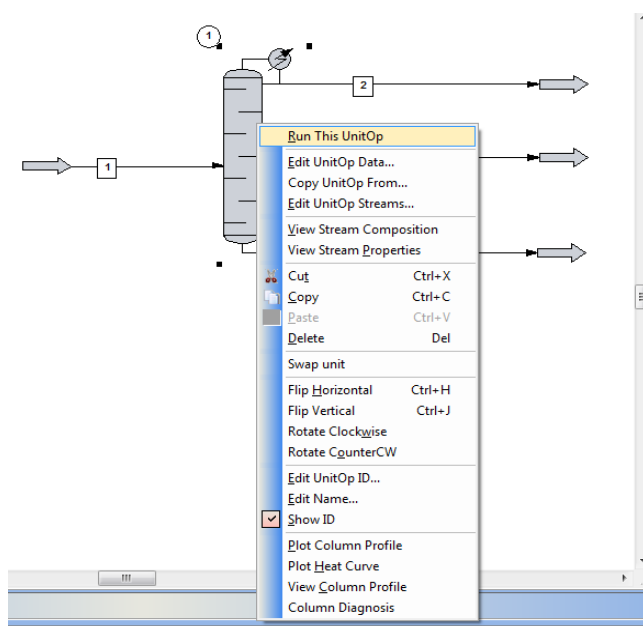 1
2
1
Run This UnitOp
Edit UnitOp Data...
Copy UnitOp From...
Edit UnitOp Streams...
View Stream Composition
View Stream Properties
Cut Ctrl+X
Copy Ctrl+C
Paste Ctrl+V
Delete Del
Swap unit
Flip Horizontal Ctrl+H
Flip Vertical Ctrl+J
Rotate Clockwise
Rotate CounterCW
Edit UnitOp ID...
Edit Name...
Show ID
Plot Column Profile
Plot Heat Curve
View Column Profile
Column Diagnosis